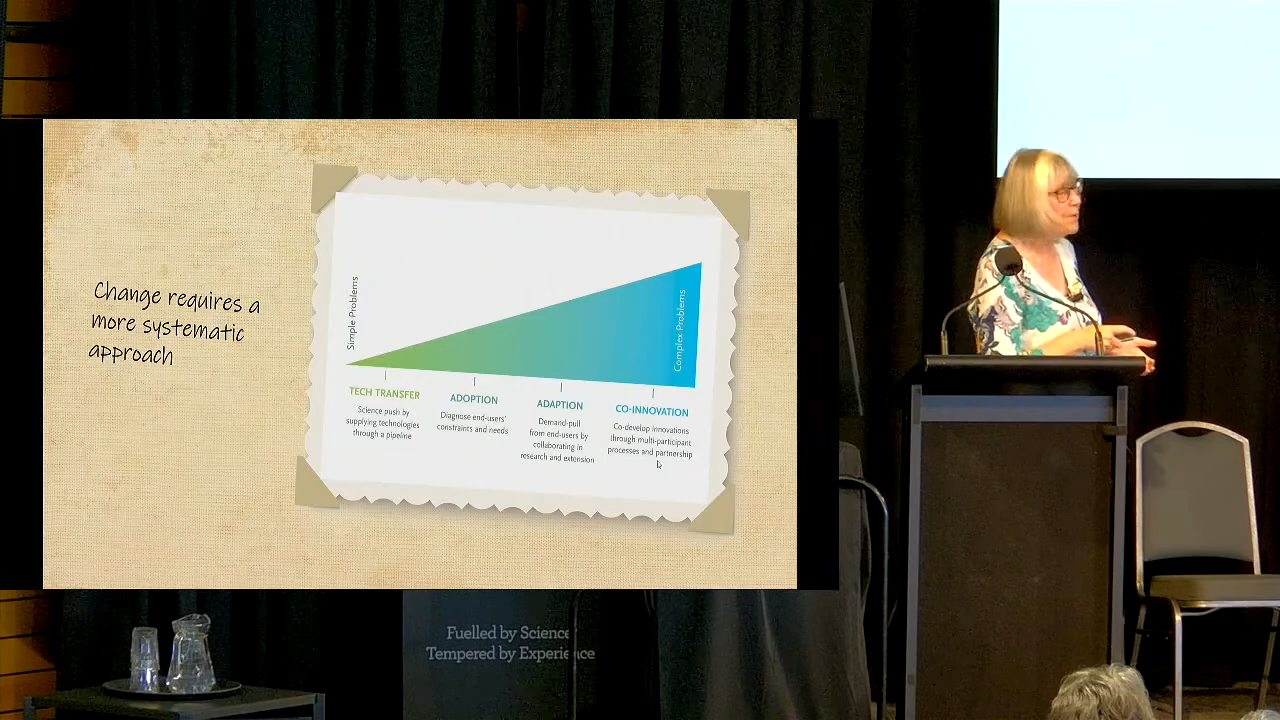 Change requires a
more systematic
approach
Simple Problems
Complex Problems
TECH TRANSFER
Science push by
supplying technologies
through a pipeline
ADOPTION
Diagnose end-users'
constraints and needs
ADAPTION
Demand-pull
from end-users by
collaborating in
research and extension
CO-INNOVATION
Co-develop innovations
through multi-participant
processes and partnership
Fuelled by Science
Tempered by Experience